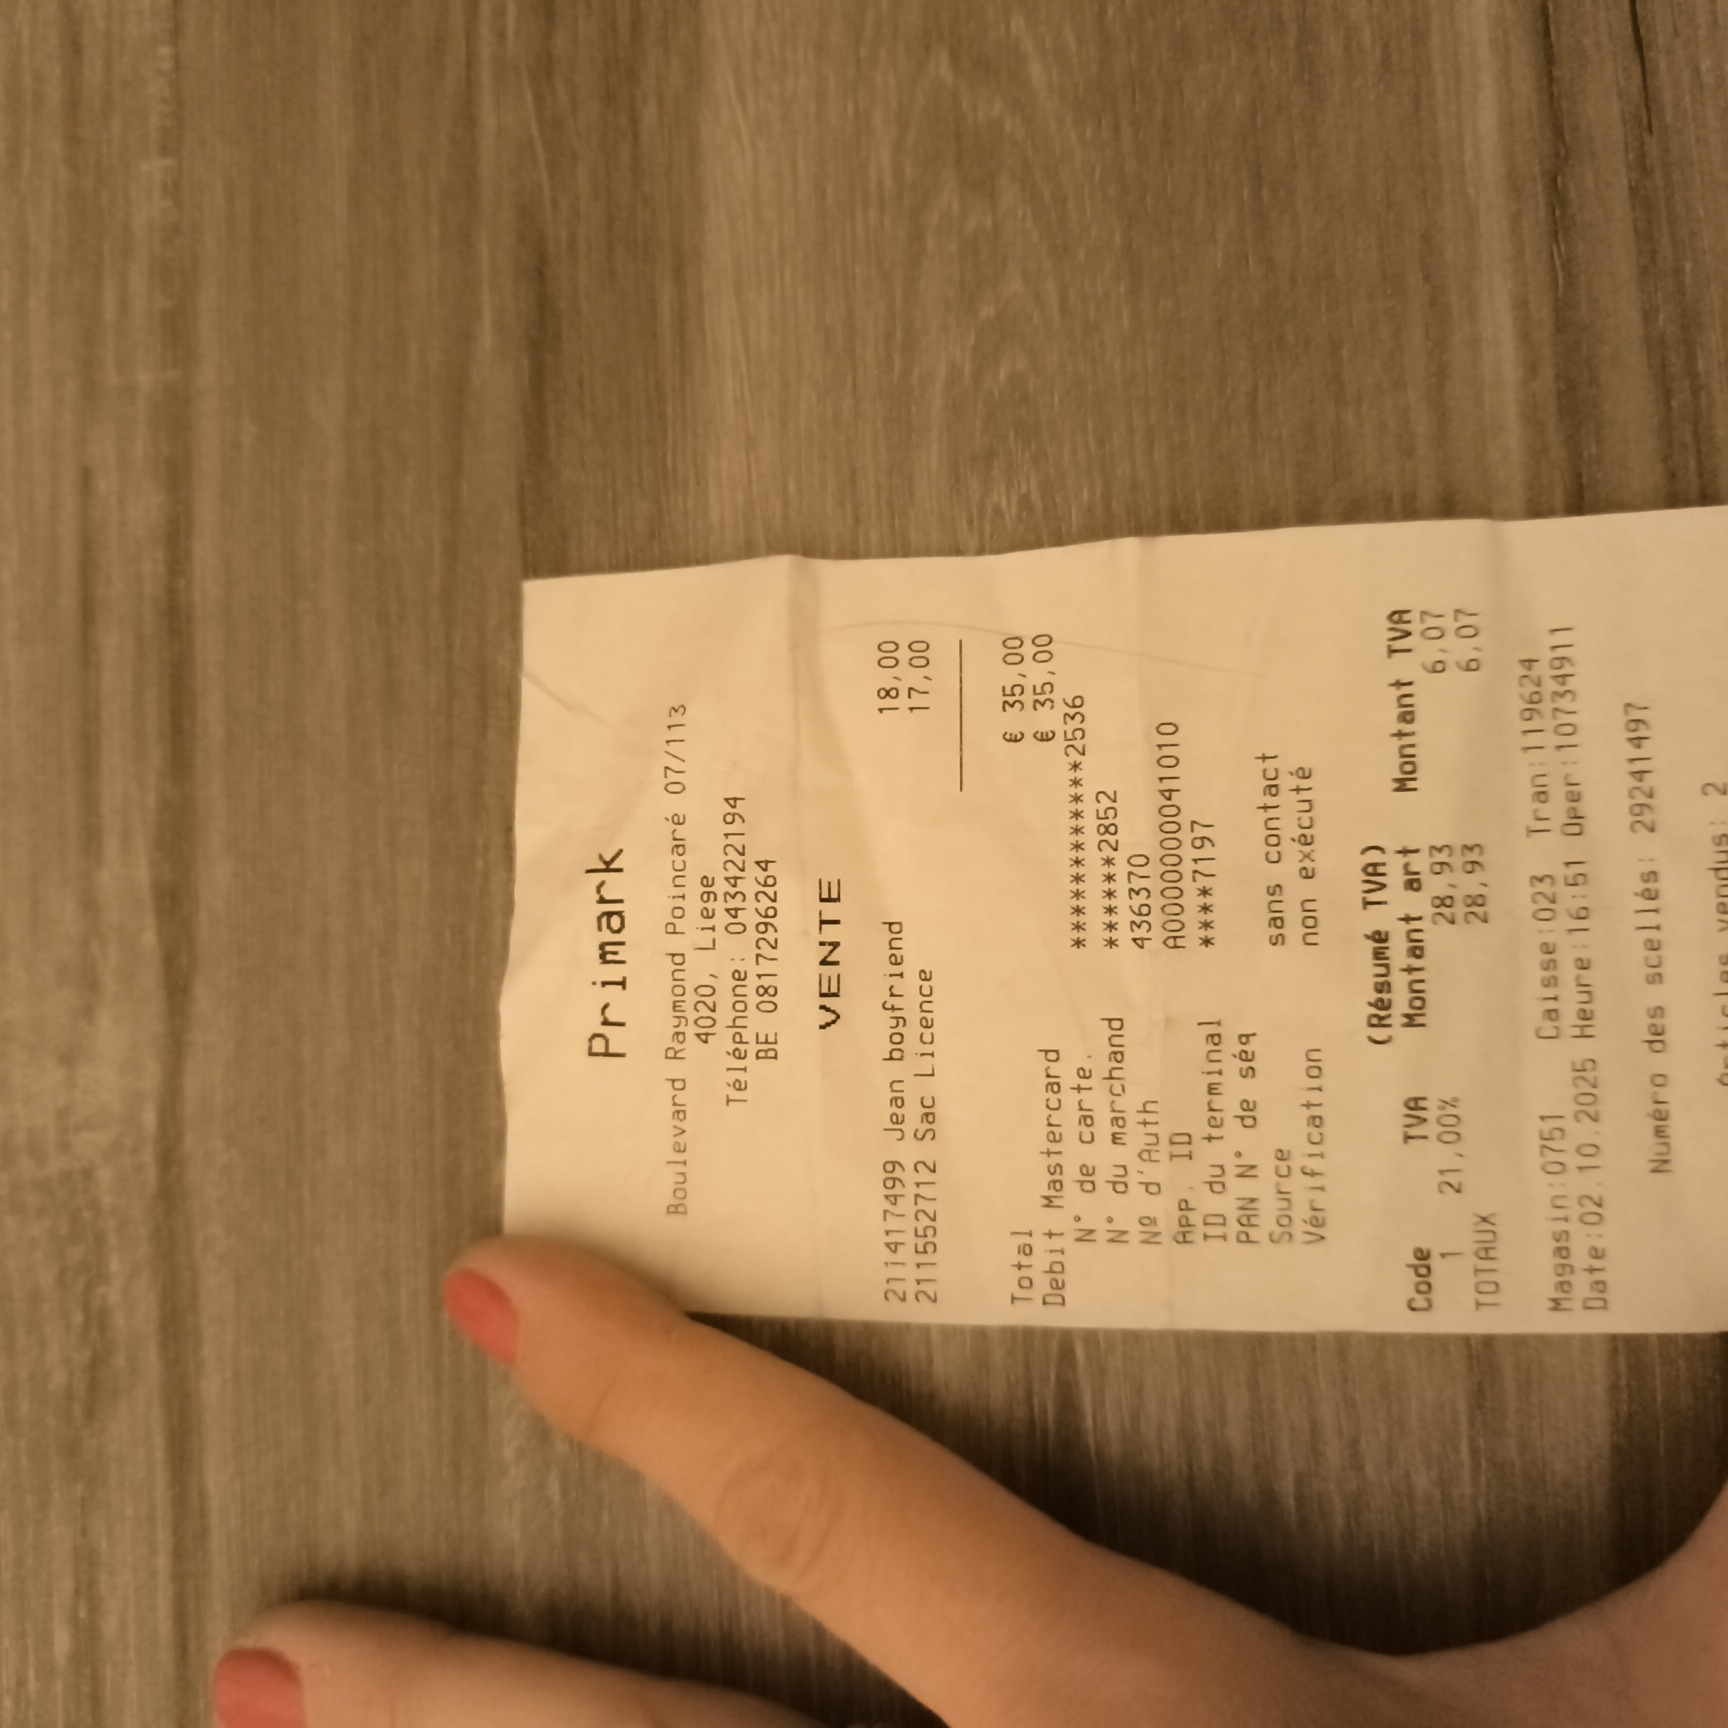 Primark
Boulevard Raymond Poincaré 07/113
4020, Liege
Téléphone: 043422194
BE 0817296264
VENTE
211417499 Jean boyfriend 18,00
211552712 Sac Licence 17,00
Total € 35,00
Debit Mastercard € 35,00
N° de carte. ************2536
N° du marchand ******2852
Nº d'Auth 436370
App. ID A0000000041010
ID du terminal ****7197
PAN N° de séq
Source sans contact
Vérification non exécuté
(Résumé TVA)
Code TVA Montant art Montant TVA
1 21,00% 28,93 6,07
TOTAUX 28,93 6,07
Magasin:0751 Caisse:023 Tran:119624
Date:02.10.2025 Heure:16:51 Oper:10734911
Numéro des scellés: 29241497
Articles vendus: 2